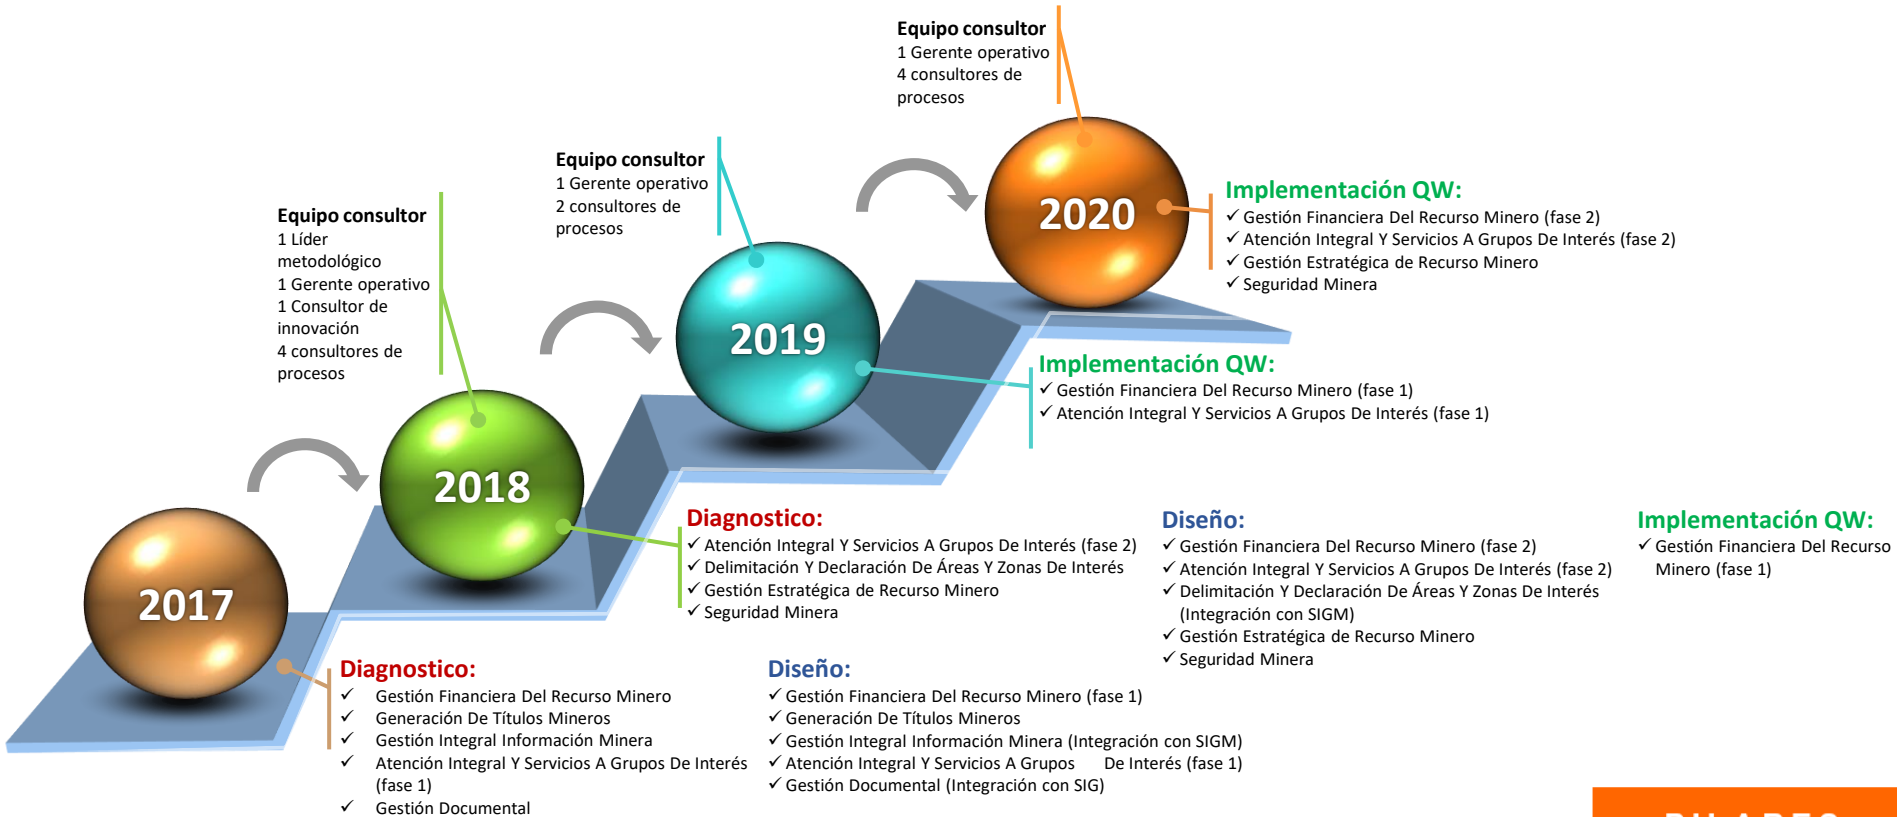 Equipo consultor
1 Gerente operativo
4 consultores de
procesos
Equipo consultor
1 Gerente operativo
2 consultores de
procesos
Equipo consultor
1 Líder
metodológico
1 Gerente operativo
1 Consultor de
innovación
4 consultores de
procesos
2020
Implementación QW:
✓ Gestión Financiera Del Recurso Minero (fase 2)
✓ Atención Integral Y Servicios A Grupos De Interés (fase 2)
✓ Gestión Estratégica de Recurso Minero
✓ Seguridad Minera
2019
Implementación QW:
✓ Gestión Financiera Del Recurso Minero (fase 1)
✓ Atención Integral Y Servicios A Grupos De Interés (fase 1)
2018
Diagnostico:
✓ Atención Integral Y Servicios A Grupos De Interés (fase 2)
✓ Delimitación Y Declaración De Áreas Y Zonas De Interés
✓ Gestión Estratégica de Recurso Minero
✓ Seguridad Minera
Diseño:
✓ Gestión Financiera Del Recurso Minero (fase 2)
✓ Atención Integral Y Servicios A Grupos De Interés (fase 2)
✓ Delimitación Y Declaración De Áreas Y Zonas De Interés
(Integración con SIGM)
✓ Gestión Estratégica de Recurso Minero
✓ Seguridad Minera
Implementación QW:
✓ Gestión Financiera Del Recurso
Minero (fase 1)
2017
Diagnostico:
✓ Gestión Financiera Del Recurso Minero
✓ Generación De Títulos Mineros
✓ Gestión Integral Información Minera
✓ Atención Integral Y Servicios A Grupos De Interés
(fase 1)
✓ Gestión Documental
Diseño:
✓ Gestión Financiera Del Recurso Minero (fase 1)
✓ Generación De Títulos Mineros
✓ Gestión Integral Información Minera (Integración con SIGM)
✓ Atención Integral Y Servicios A Grupos De Interés (fase 1)
✓ Gestión Documental (Integración con SIG)